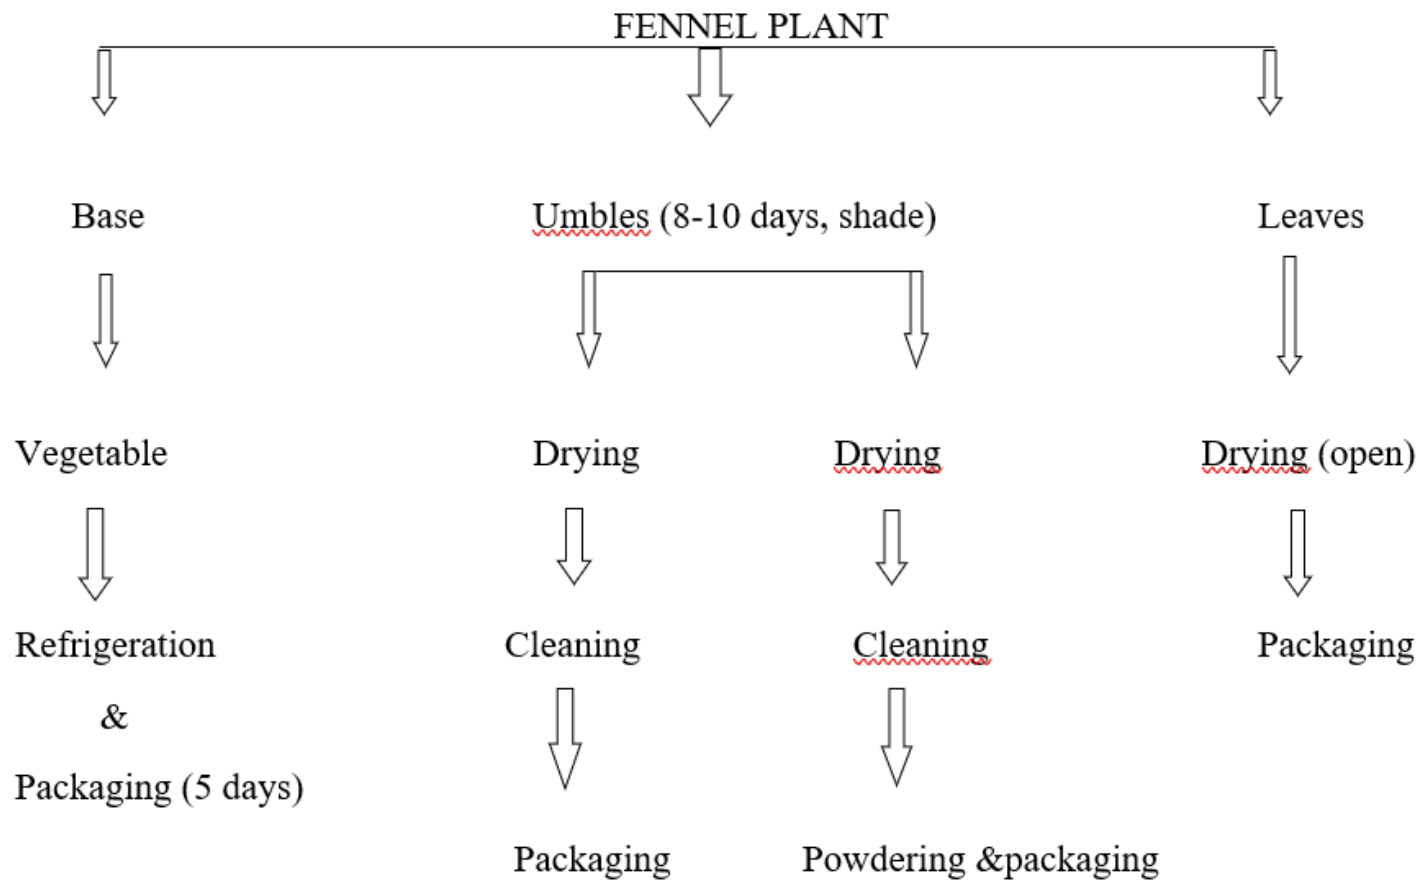 FENNEL PLANT
Base
Umbles (8-10 days, shade)
Leaves
Vegetable
Drying
Drying
Drying (open)
Refrigeration
Cleaning
Cleaning
Packaging
&
Packaging (5 days)
Packaging
Powdering &packaging